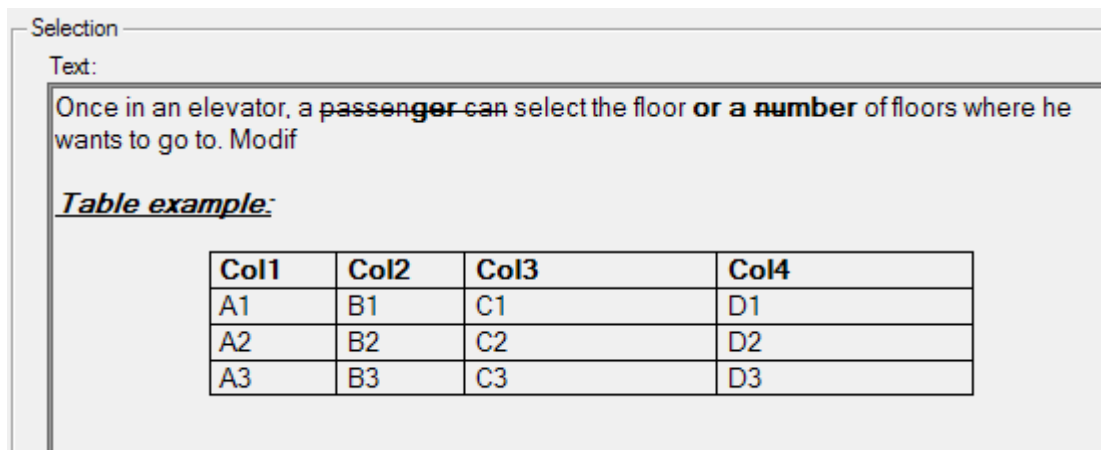 Selection
Text:
Once in an elevator, a passenger can select the floor or a number of floors where he
wants to go to. Modif
Table example:
Col1 Col2 Col3 Col4
A1 B1 C1 D1
A2 B2 C2 D2
A3 B3 C3 D3